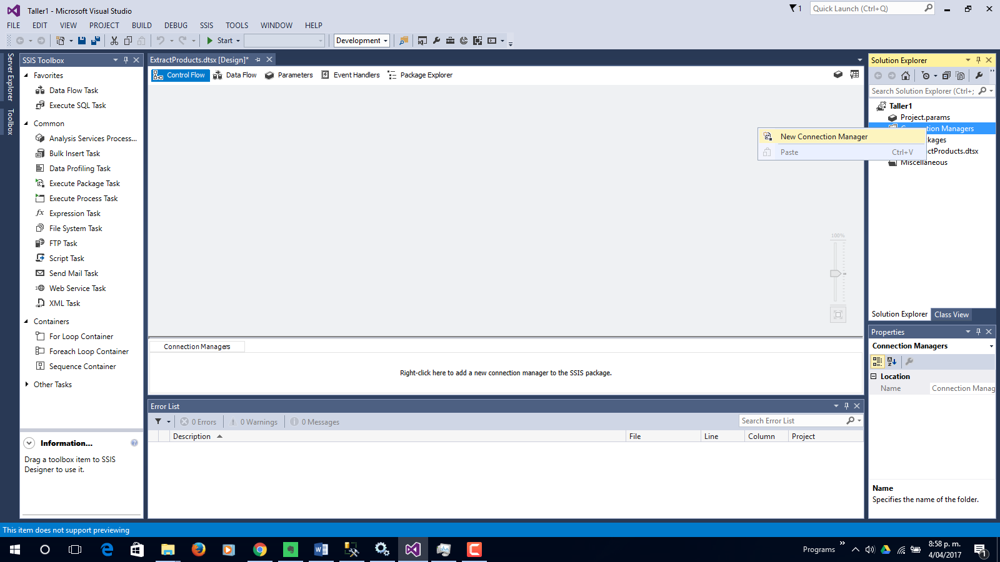 Taller1 - Microsoft Visual Studio
1
Quick Launch (Ctrl+Q)
FILE EDIT VIEW PROJECT BUILD DEBUG SSIS TOOLS WINDOW HELP
Start
Development
Server Explorer
Toolbox
SSIS Toolbox
Favorites
Data Flow Task
Execute SQL Task
Common
Analysis Services Process...
Bulk Insert Task
Data Profiling Task
Execute Package Task
Execute Process Task
Expression Task
File System Task
FTP Task
Script Task
Send Mail Task
Web Service Task
XML Task
Containers
For Loop Container
Foreach Loop Container
Sequence Container
Other Tasks
Information...
Drag a toolbox item to SSIS
Designer to use it.
ExtractProducts.dtsx [Design]*
Control Flow Data Flow Parameters Event Handlers Package Explorer
100%
Connection Managers
Right-click here to add a new connection manager to the SSIS package.
Error List
0 Errors 0 Warnings 0 Messages
Search Error List
Description File Line Column Project
Solution Explorer
Search Solution Explorer (Ctrl+;
Taller1
Project.params
Managers
New Connection Manager
Paste Ctrl+V
Miscellaneous
Solution Explorer Class View
Properties
Connection Managers
Location
Name Connection Manag
Name
Specifies the name of the folder.
This item does not support previewing
Programs
8:58 p. m.
4/04/2017
1